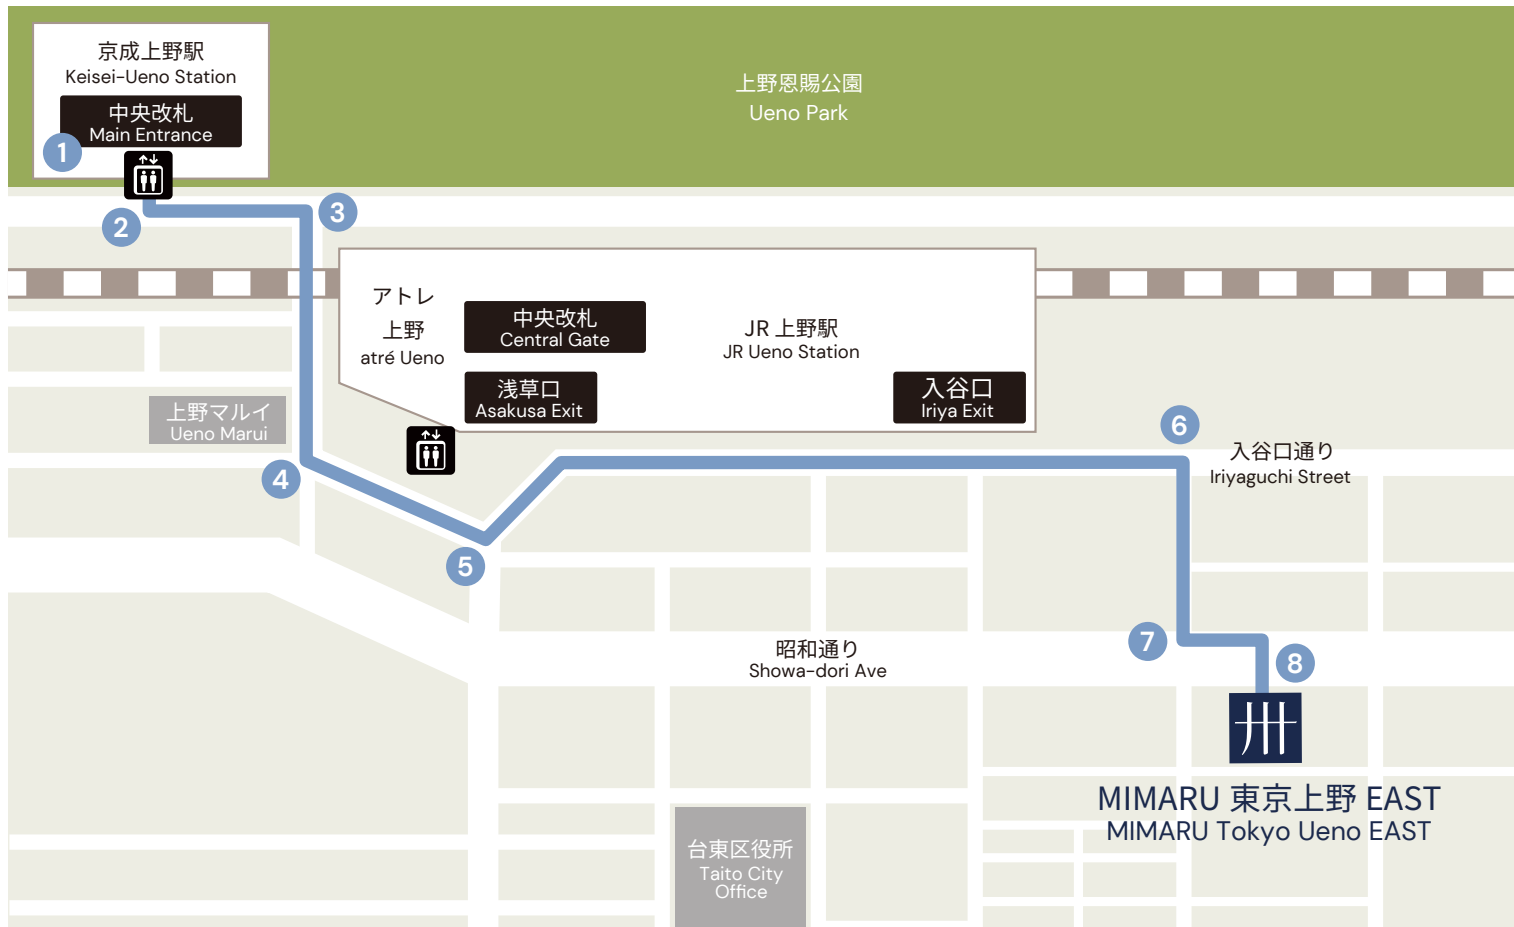 京成上野駅
Keisei-Ueno Station
中央改札
Main Entrance
1
2
3
上野恩賜公園
Ueno Park
アトレ
上野
atré Ueno
中央改札
Central Gate
浅草口
Asakusa Exit
JR 上野駅
JR Ueno Station
入谷口
Iriya Exit
上野マルイ
Ueno Marui
4
5
6
入谷口通り
Iriyaguchi Street
7
8
昭和通り
Showa-dori Ave
MIMARU 東京上野 EAST
MIMARU Tokyo Ueno EAST
台東区役所
Taito City
Office